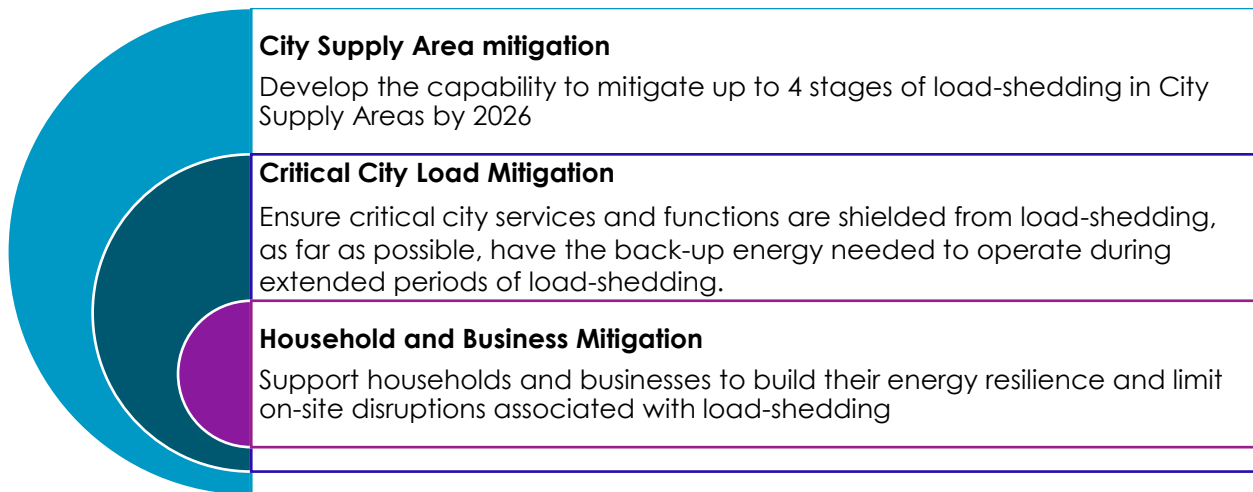 City Supply Area mitigation
Develop the capability to mitigate up to 4 stages of load-shedding in City
Supply Areas by 2026
Critical City Load Mitigation
Ensure critical city services and functions are shielded from load-shedding,
as far as possible, have the back-up energy needed to operate during
extended periods of load-shedding.
Household and Business Mitigation
Support households and businesses to build their energy resilience and limit
on-site disruptions associated with load-shedding